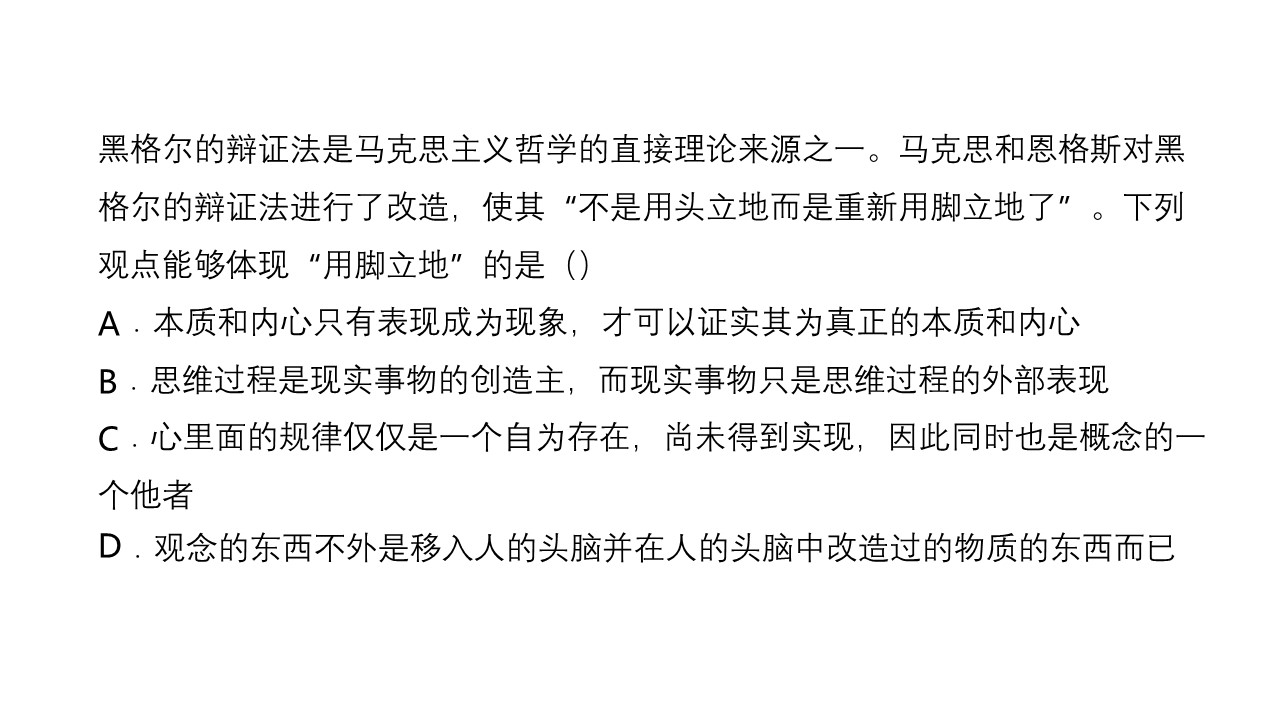 黑格尔的辩证法是马克思主义哲学的直接理论来源之一。马克思和恩格斯对黑
格尔的辩证法进行了改造，使其“不是用头立地而是重新用脚立地了”。下列
观点能够体现“用脚立地”的是（）
A．本质和内心只有表现成为现象，才可以证实其为真正的本质和内心
B．思维过程是现实事物的创造主，而现实事物只是思维过程的外部表现
C．心里面的规律仅仅是一个自为存在，尚未得到实现，因此同时也是概念的一
个他者
D．观念的东西不外是移入人的头脑并在人的头脑中改造过的物质的东西而已